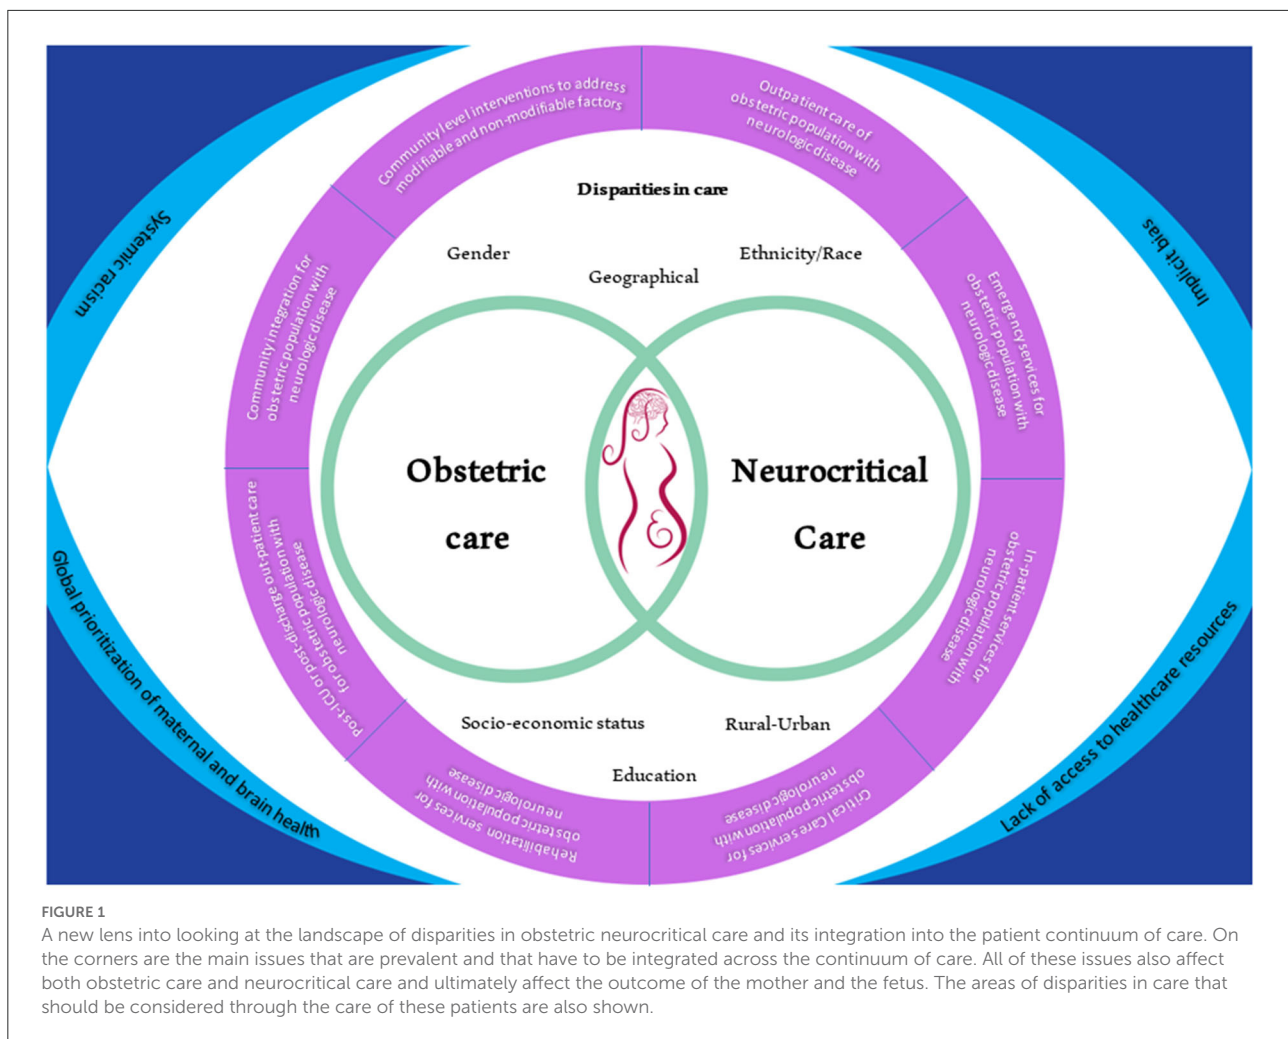 Community level interventions to address
modifiable and non-modifiable factors
Outpatient care of
obstetric population with
neurologic disease
Emergency services for
obstetric population with
neurologic disease
In-patient services for
obstetric population with
neurologic disease
Critical Care services for
obstetric population with
neurologic disease
Rehabilitation services for
obstetric population with
neurologic disease
post-ICU or post-discharge out-patient care
for obstetric population with
neurologic disease
Community integration for
obstetric population with
neurologic disease
Systemic racism
Implicit bias
Global prioritization of maternal and brain health
Lack of access to healthcare resources
Disparities in care
Gender
Ethnicity/Race
Geographical
Obstetric
care
Neurocritical
Care
Socio-economic status
Rural-Urban
Education
FIGURE 1
A new lens into looking at the landscape of disparities in obstetric neurocritical care and its integration into the patient continuum of care. On
the corners are the main issues that are prevalent and that have to be integrated across the continuum of care. All of these issues also affect
both obstetric care and neurocritical care and ultimately affect the outcome of the mother and the fetus. The areas of disparities in care that
should be considered through the care of these patients are also shown.